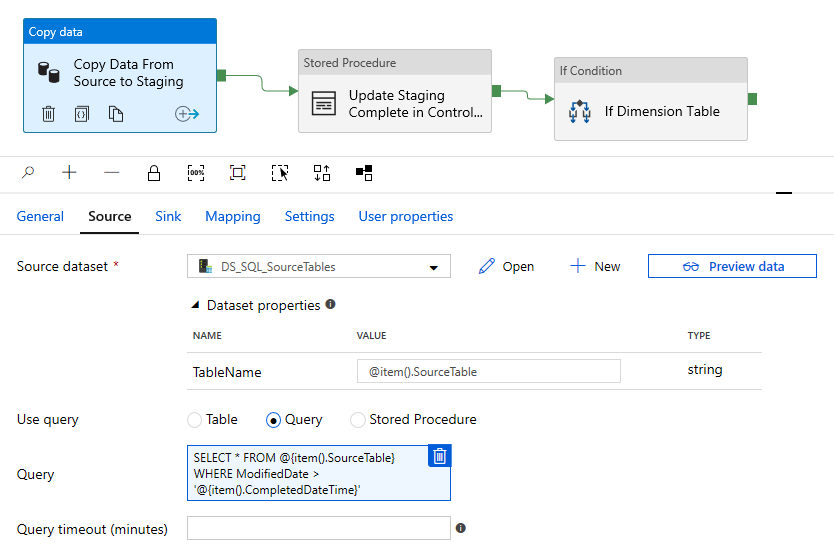 Copy data
Copy Data From
Source to Staging
Stored Procedure
Update Staging
Complete in Control...
If Condition
If Dimension Table
100%
General Source Sink Mapping Settings User properties
Source dataset * DS_SQL_SourceTables Open New Preview data
Dataset properties
NAME VALUE TYPE
TableName @item().SourceTable string
Use query Table Query Stored Procedure
Query
SELECT * FROM @{item().SourceTable}
WHERE ModifiedDate >
'@{item().CompletedDateTime}'
Query timeout (minutes)